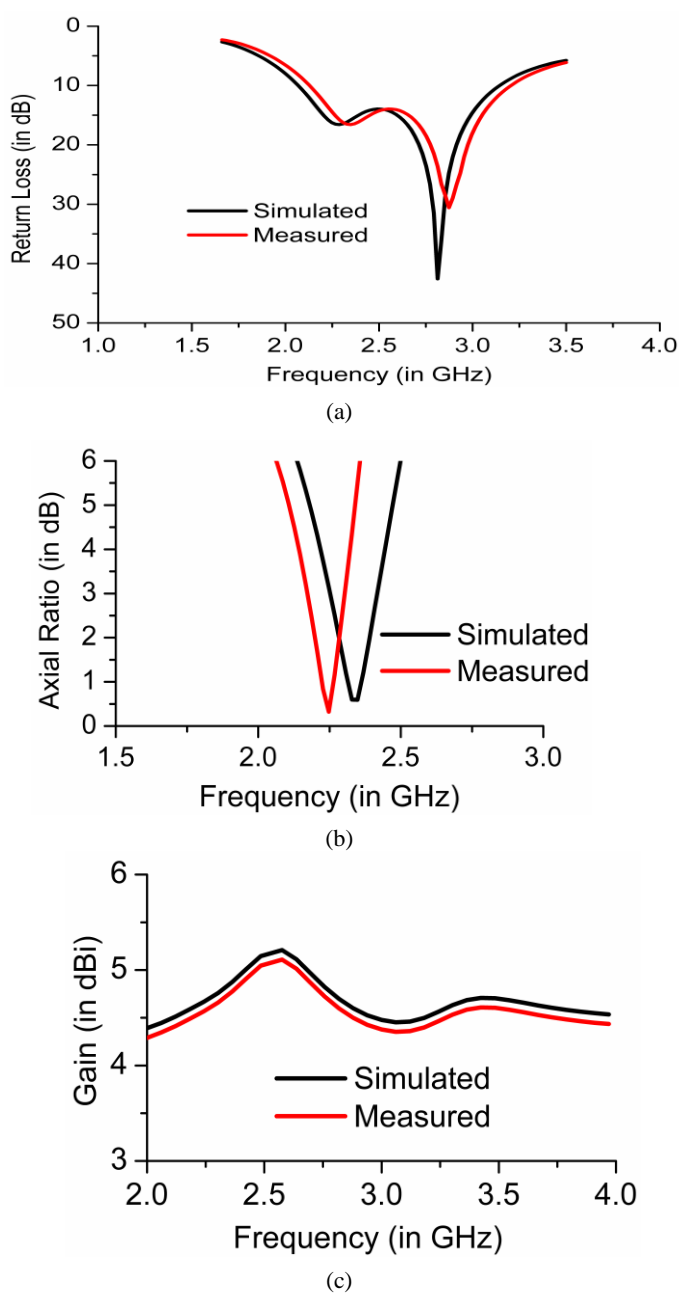 0
10
20
30
40
50
Return Loss (in dB)
Simulated
Measured
1.0 1.5 2.0 2.5 3.0 3.5 4.0
Frequency (in GHz)
(a)
6
5
4
3
2
1
0
Axial Ratio (in dB)
Simulated
Measured
1.5 2.0 2.5 3.0
Frequency (in GHz)
(b)
6
5
4
3
Gain (in dBi)
Simulated
Measured
2.0 2.5 3.0 3.5 4.0
Frequency (in GHz)
(c)